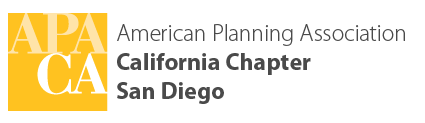 APA
CA
American Planning Association
California Chapter
San Diego